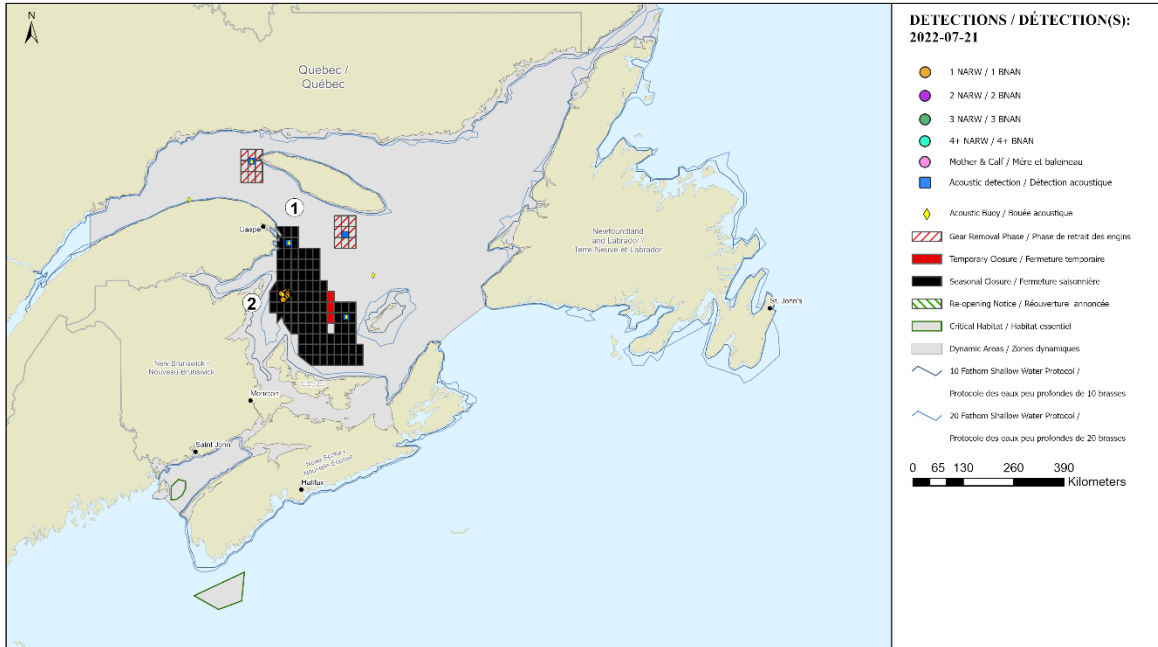 N
Quebec /
Québec
1
Gaspé
2
Newfoundland
and Labrador /
Terre-Neuve-et-Labrador
St. John's
New Brunswick /
Nouveau-Brunswick
Moncton
Saint John
Nova Scotia /
Nouvelle-Écosse
Halifax
DETECTIONS / DÉTECTION(S):
2022-07-21
1 NARW / 1 BNAN
2 NARW / 2 BNAN
3 NARW / 3 BNAN
4+ NARW / 4+ BNAN
Mother & Calf / Mère et baleineau
Acoustic detection / Détection acoustique
Acoustic Buoy / Bouée acoustique
Gear Removal Phase / Phase de retrait des engins
Temporary Closure / Fermeture temporaire
Seasonal Closure / Fermeture saisonnière
Re-opening Notice / Réouverture annoncée
Critical Habitat / Habitat essentiel
Dynamic Areas / Zones dynamiques
10 Fathom Shallow Water Protocol /
Protocole des eaux peu profondes de 10 brasses
20 Fathom Shallow Water Protocol /
Protocole des eaux peu profondes de 20 brasses
0 65 130 260 390
Kilometers